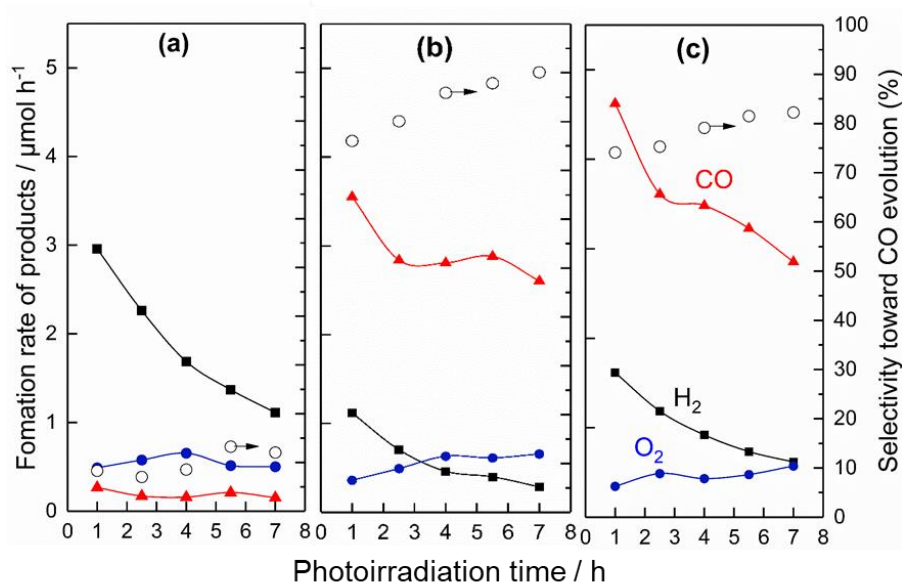 (a)
(b)
(c)
Fomation rate of products / µmol h⁻¹
5
4
3
2
1
0
CO
H₂
O₂
100
90
80
70
60
50
40
30
20
10
0
Selectivity toward CO evolution (%)
0 1 2 3 4 5 6 7 8
0 1 2 3 4 5 6 7 8
0 1 2 3 4 5 6 7 8
Photoirradiation time / h